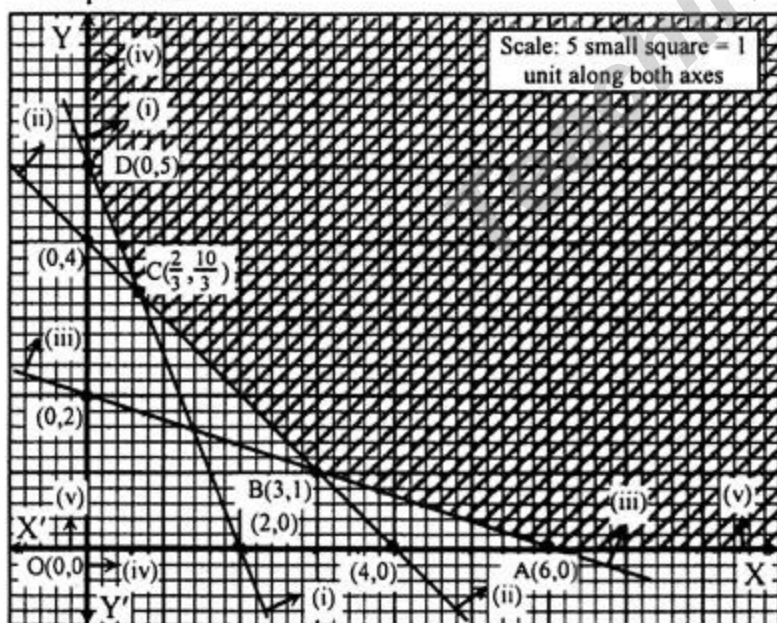 Y
(iv)
Scale: 5 small square = 1
unit along both axes
(ii)
(i)
D(0,5)
(0,4)
C(2/3, 10/3)
(iii)
(0,2)
B(3,1)
(v)
(2,0)
(iii)
(v)
X′
O(0,0
(iv)
(4,0)
A(6,0)
X
Y′
(i)
(ii)